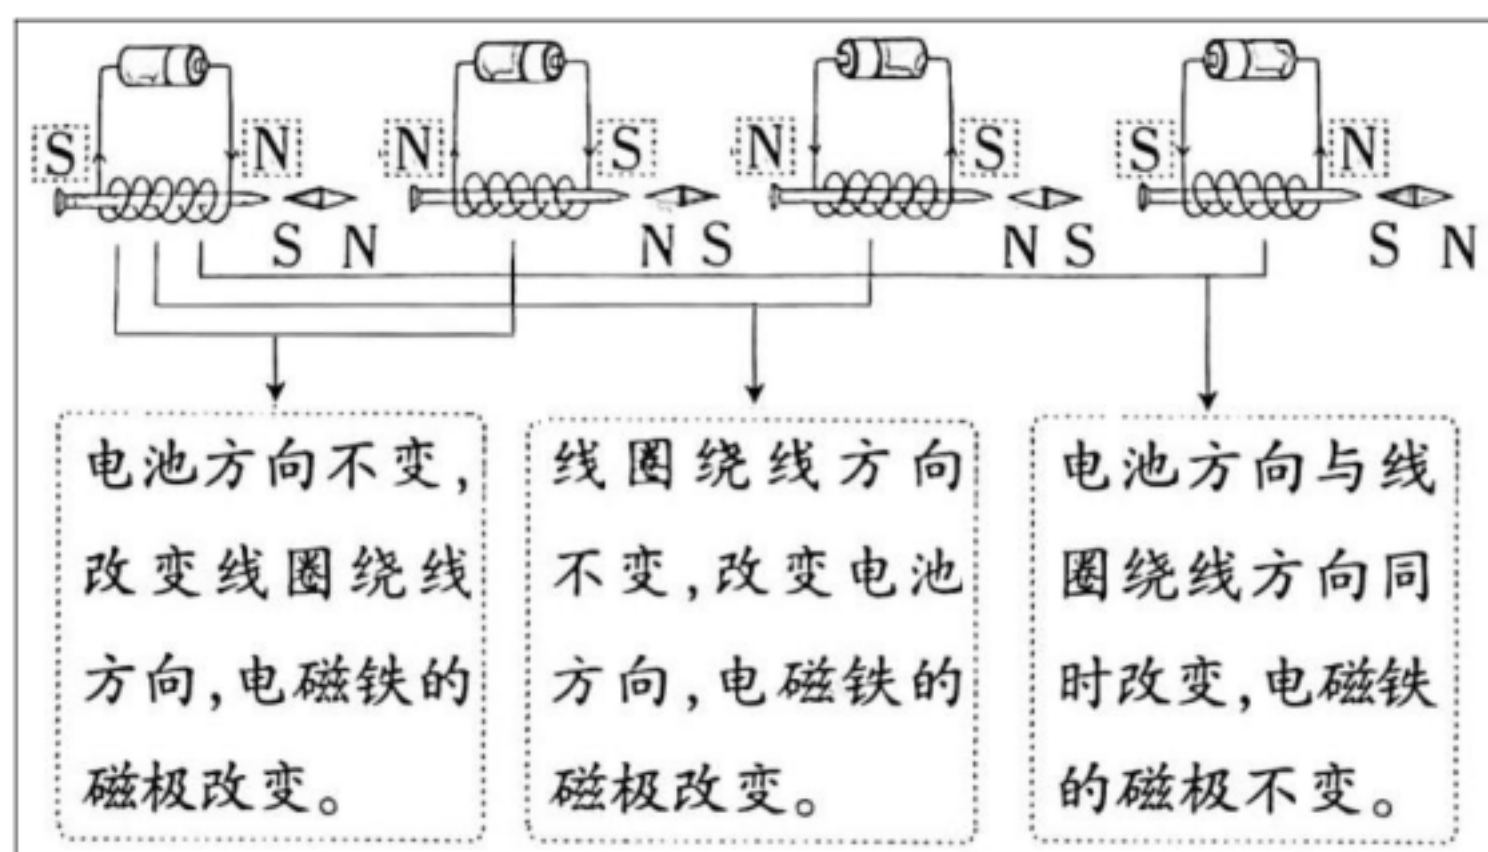 S N N S N S S N
S N N S N S S N
电池方向不变,
改变线圈绕线
方向,电磁铁的
磁极改变。
线圈绕线方向
不变,改变电池
方向,电磁铁的
磁极改变。
电池方向与线
圈绕线方向同
时改变,电磁铁
的磁极不变。